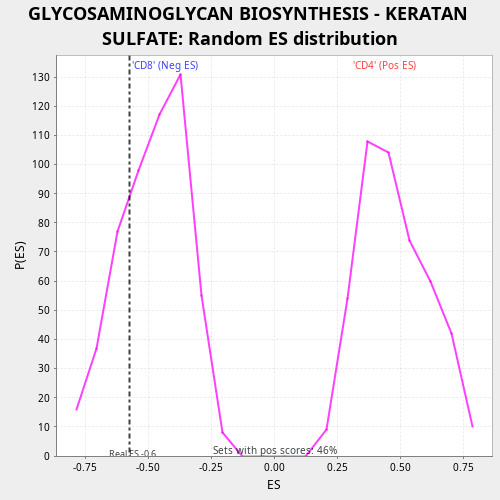 GLYCOSAMINOGLYCAN BIOSYNTHESIS - KERATAN
SULFATE: Random ES distribution
'CD8' (Neg ES)
'CD4' (Pos ES)
130
120
110
100
90
80
70
60
50
40
30
20
10
0
P(ES)
Real ES -0.6
Sets with pos scores: 46%
-0.75
-0.50
-0.25
0.00
0.25
0.50
0.75
ES